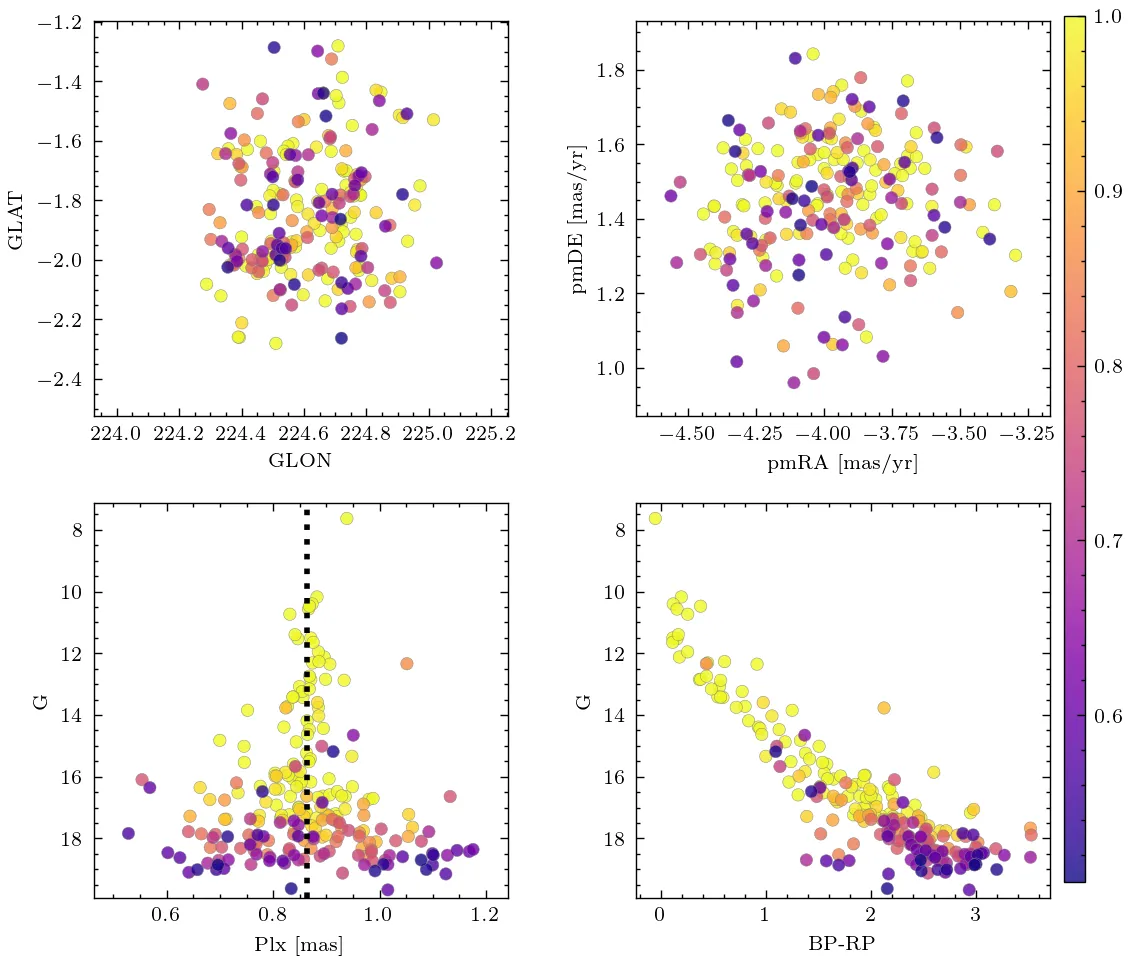 −1.2
−1.4
−1.6
−1.8
−2.0
−2.2
−2.4
GLAT
224.0 224.2 224.4 224.6 224.8 225.0 225.2
GLON
1.8
1.6
1.4
1.2
1.0
pmDE [mas/yr]
−4.50 −4.25 −4.00 −3.75 −3.50 −3.25
pmRA [mas/yr]
1.0
0.9
0.8
0.7
0.6
8
10
12
14
16
18
G
0.6 0.8 1.0 1.2
Plx [mas]
8
10
12
14
16
18
G
0 1 2 3
BP-RP